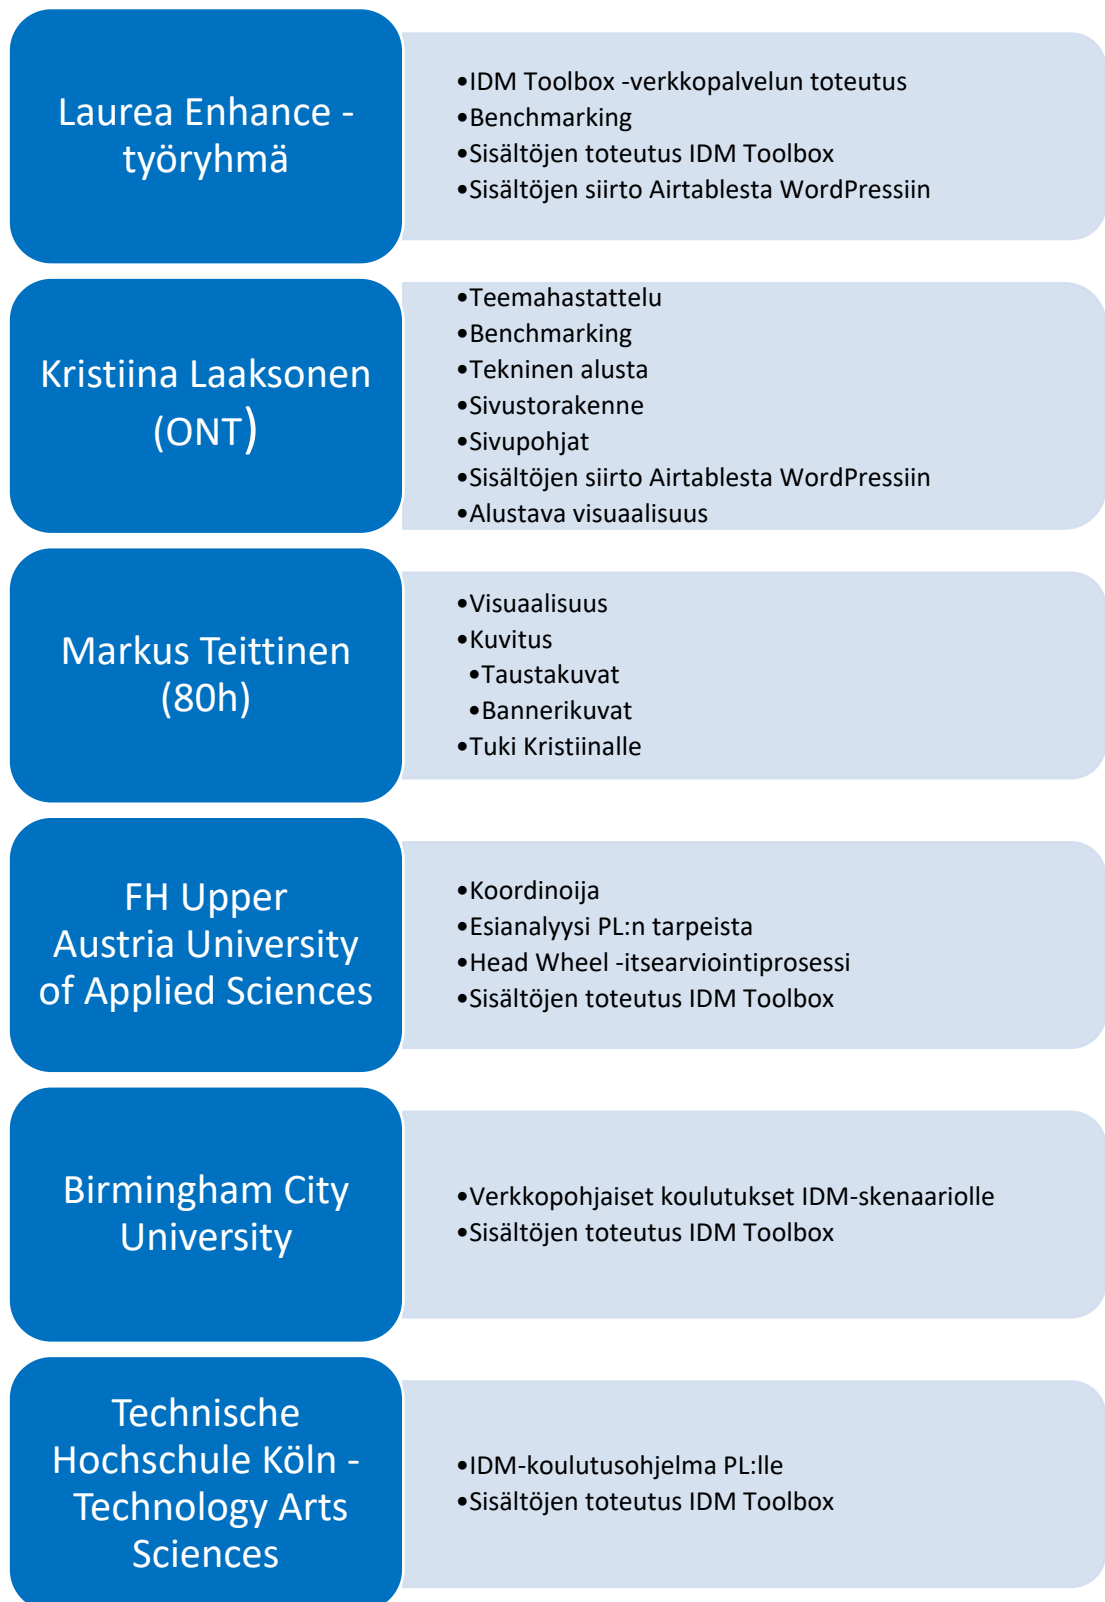 Laurea Enhance -
työryhmä
•IDM Toolbox -verkkopalvelun toteutus
•Benchmarking
•Sisältöjen toteutus IDM Toolbox
•Sisältöjen siirto Airtablesta WordPressiin
Kristiina Laaksonen
(ONT)
•Teemahastattelu
•Benchmarking
•Tekninen alusta
•Sivustorakenne
•Sivupohjat
•Sisältöjen siirto Airtablesta WordPressiin
•Alustava visuaalisuus
Markus Teittinen
(80h)
•Visuaalisuus
•Kuvitus
•Taustakuvat
•Bannerikuvat
•Tuki Kristiinalle
FH Upper
Austria University
of Applied Sciences
•Koordinoija
•Esianalyysi PL:n tarpeista
•Head Wheel -itsearviointiprosessi
•Sisältöjen toteutus IDM Toolbox
Birmingham City
University
•Verkkopohjaiset koulutukset IDM-skenaariolle
•Sisältöjen toteutus IDM Toolbox
Technische
Hochschule Köln -
Technology Arts
Sciences
•IDM-koulutusohjelma PL:lle
•Sisältöjen toteutus IDM Toolbox